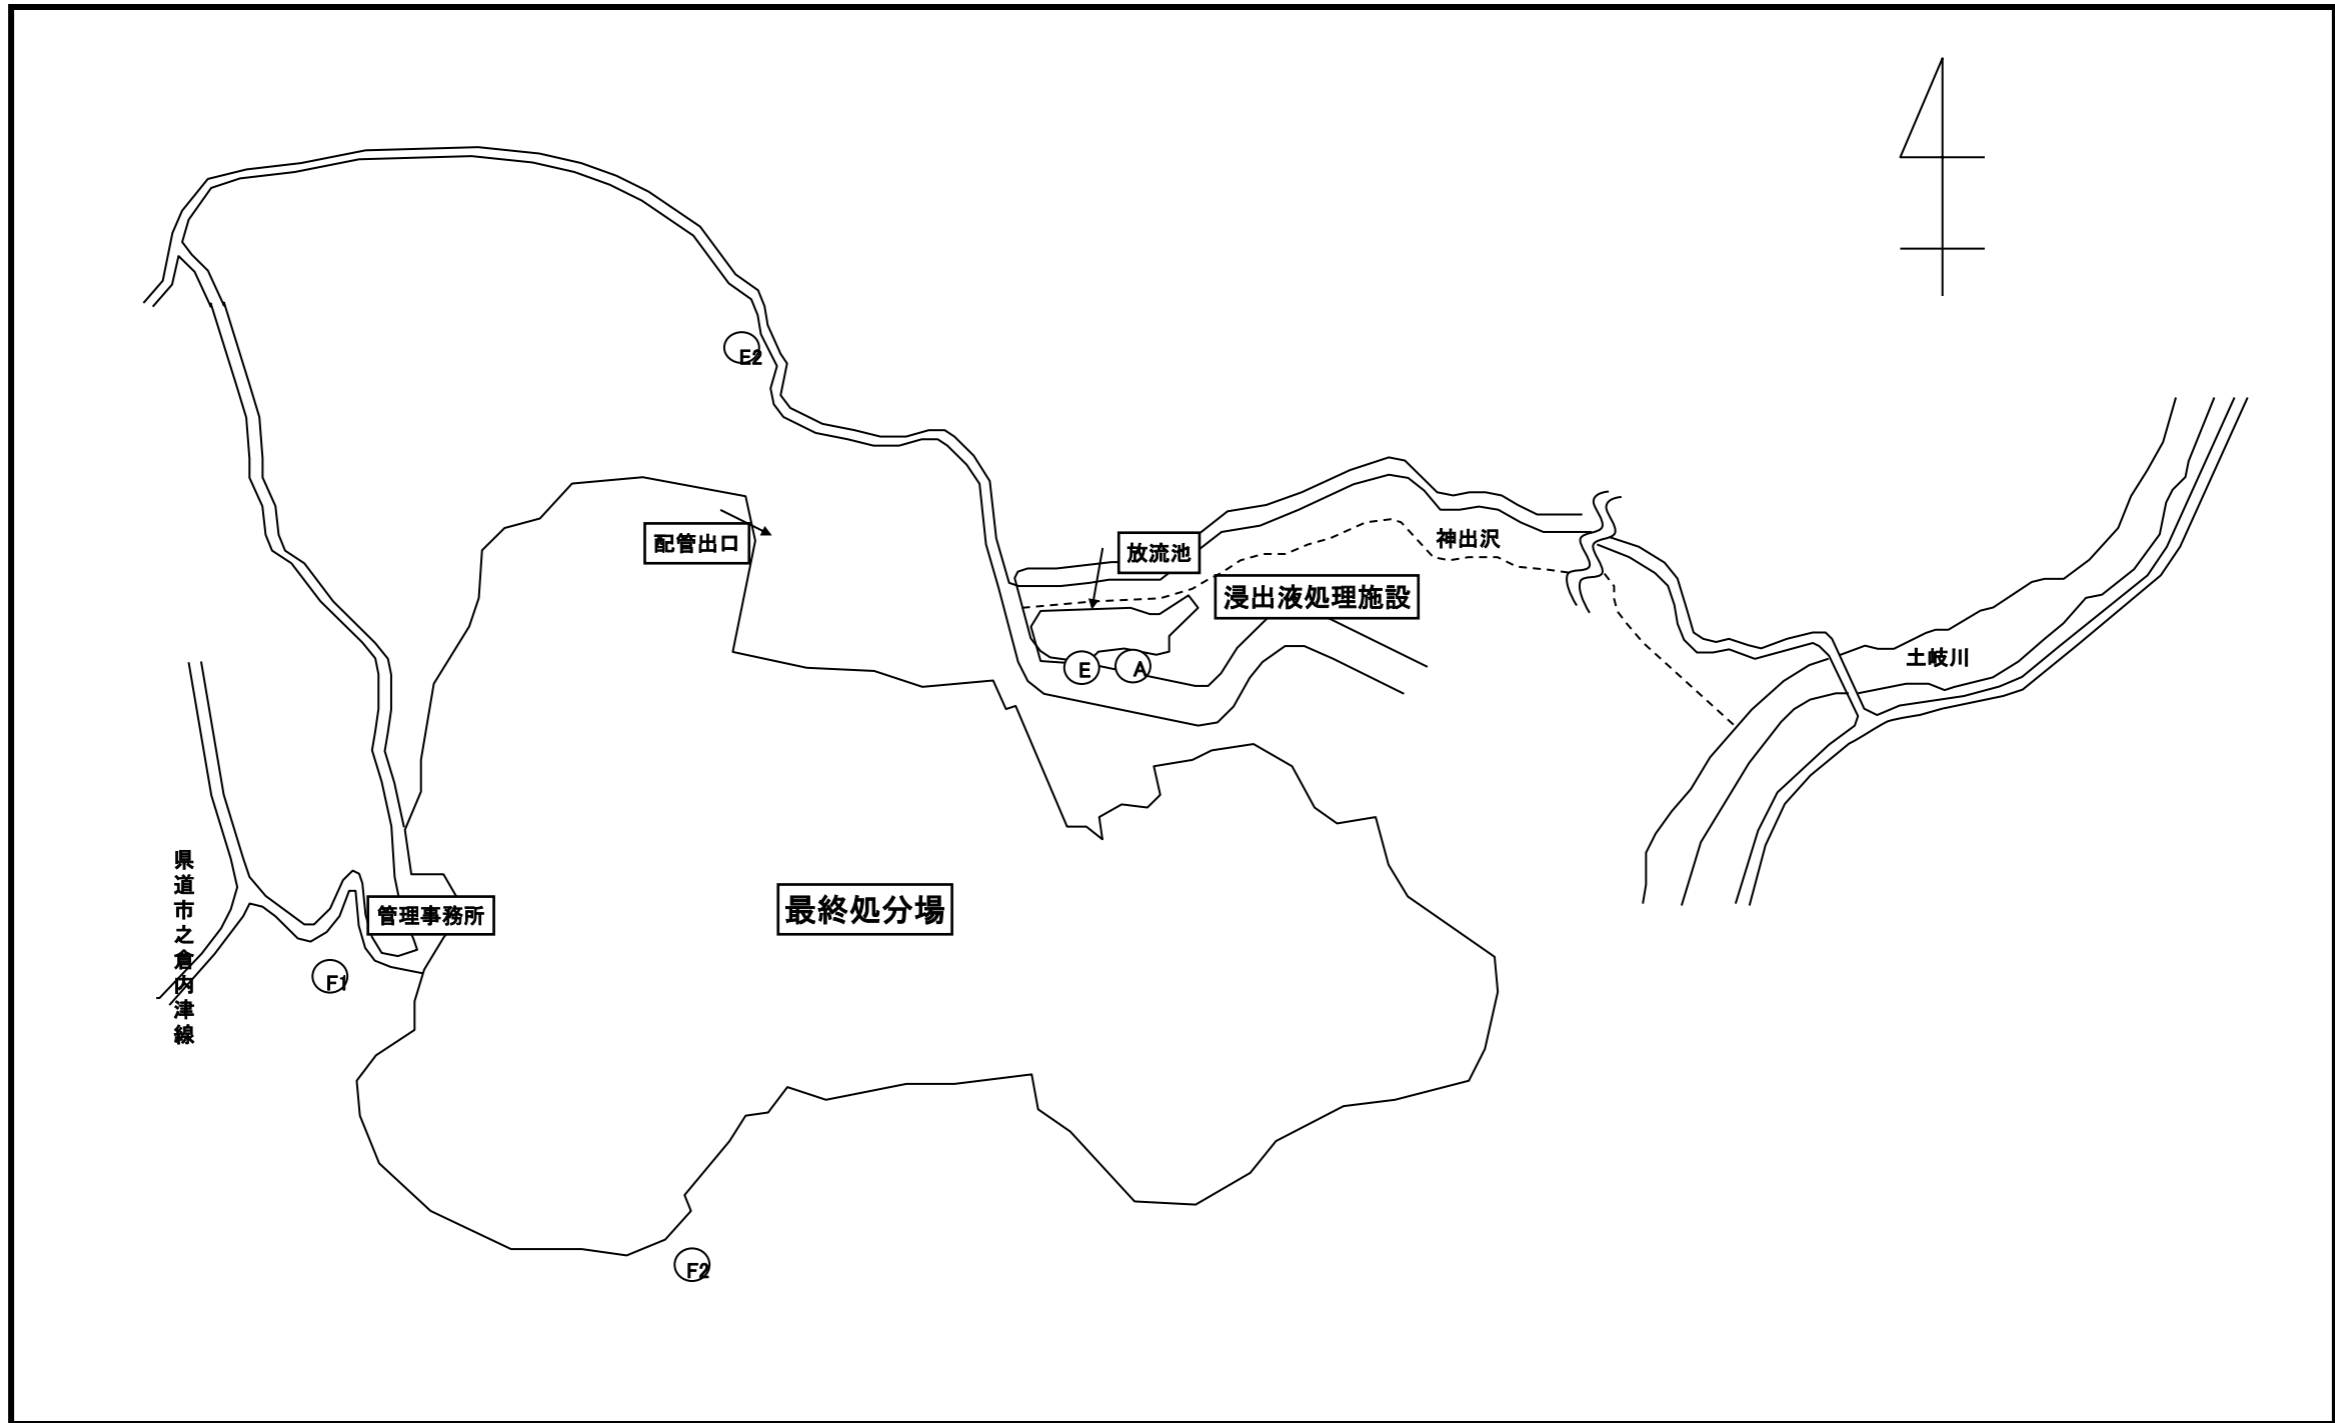 E2
配管出口
放流池
神出沢
浸出液処理施設
土岐川
E
A
県道市之倉内津線
管理事務所
最終処分場
F1
F2